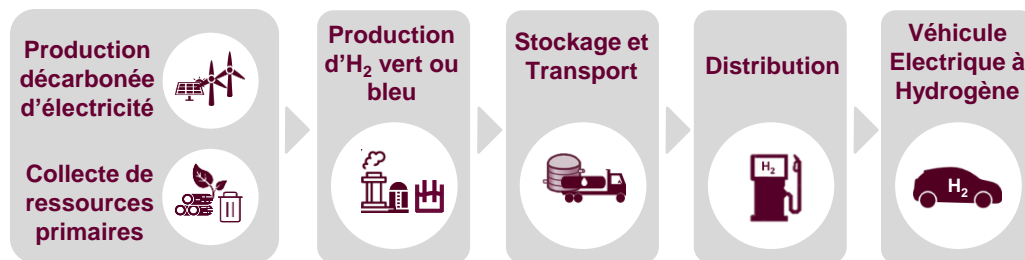 Production
décarbonée
d'électricité
Collecte de
ressources
primaires
Production
d'H₂ vert ou
bleu
Stockage et
Transport
Distribution
H₂
Véhicule
Electrique à
Hydrogène
H₂